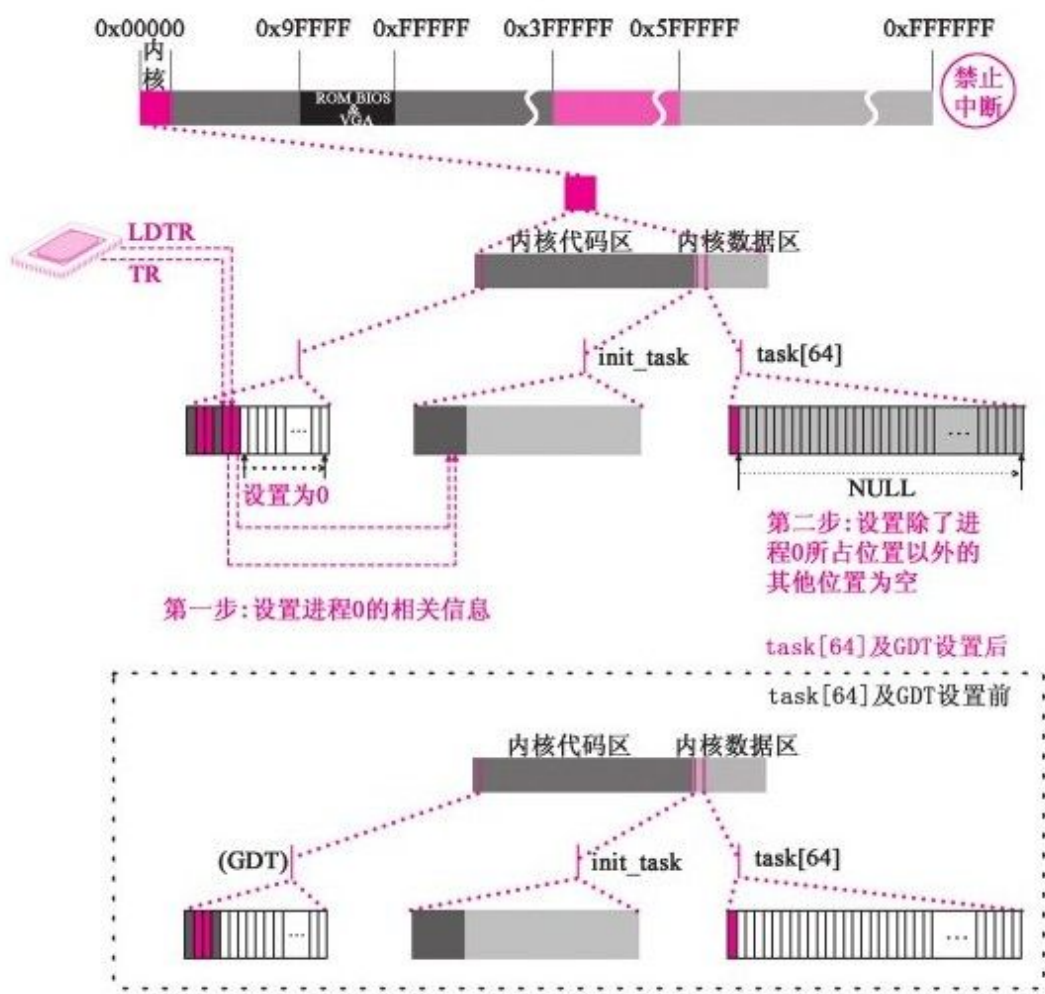 0x00000 0x9FFFF 0xFFFFF 0x3FFFFF 0x5FFFFF 0xFFFFFF
内
核
禁止
中断
ROM BIOS
&
VGA
LDTR
TR
内核代码区 内核数据区
init_task
task[64]
...
...
设置为0
NULL
第一步:设置进程0的相关信息
第二步:设置除了进
程0所占位置以外的
其他位置为空
task[64]及GDT设置后
task[64]及GDT设置前
内核代码区 内核数据区
(GDT)
init_task
task[64]
...
...